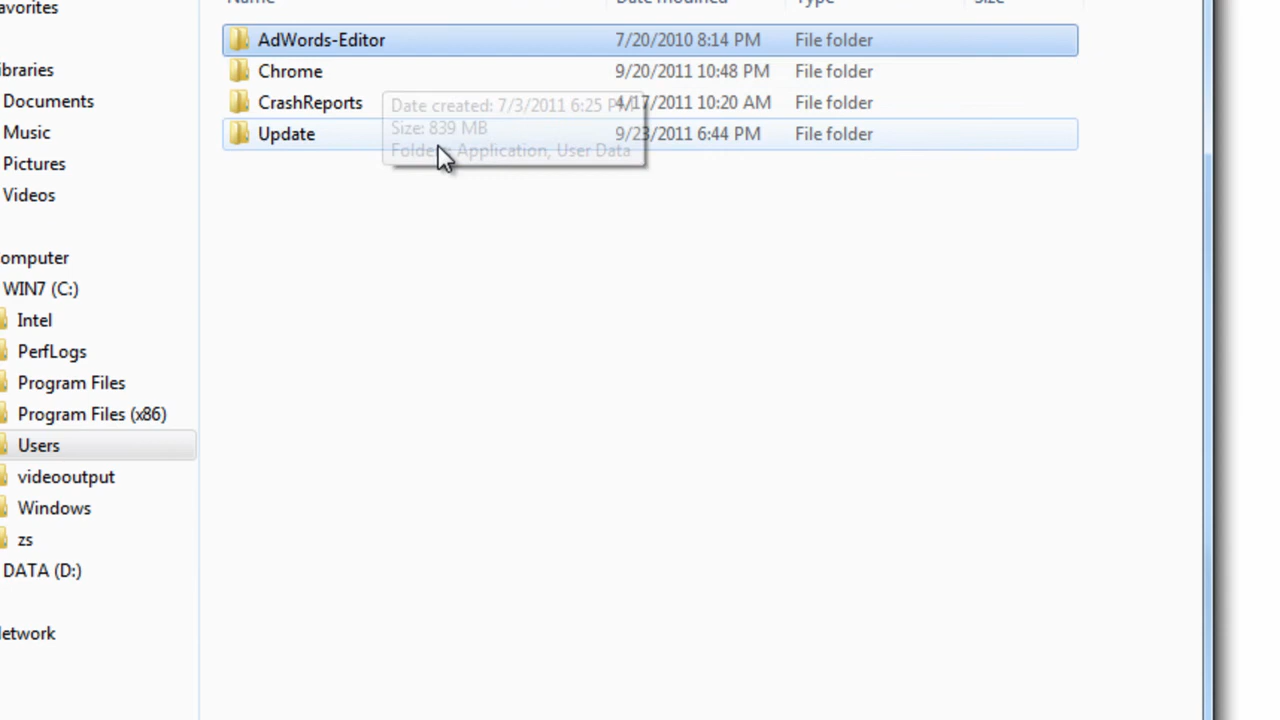 avorites
Name Date modified Type Size
AdWords-Editor 7/20/2010 8:14 PM File folder
Chrome 9/20/2011 10:48 PM File folder
CrashReports 4/17/2011 10:20 AM File folder
Update 9/23/2011 6:44 PM File folder
Date created: 7/3/2011 6:25 P
Size: 839 MB
Folders: Application, User Data
ibraries
Documents
Music
Pictures
Videos
omputer
WIN7 (C:)
Intel
PerfLogs
Program Files
Program Files (x86)
Users
videooutput
Windows
zs
DATA (D:)
letwork